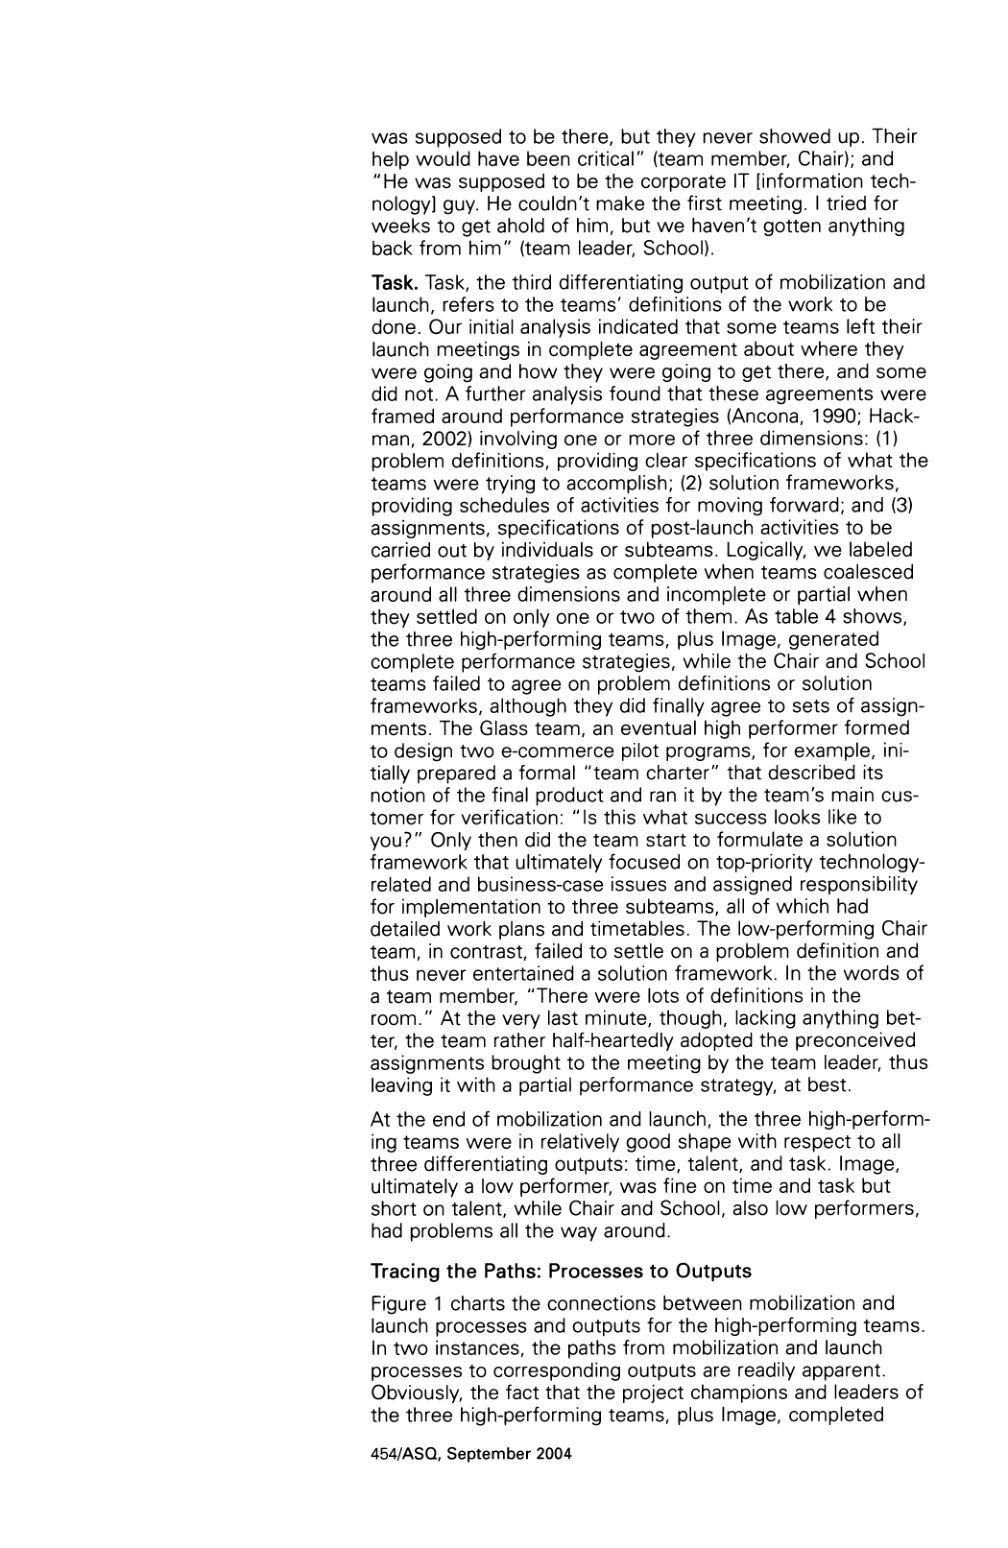 was supposed to be there, but they never showed up. Their
help would have been critical" (team member, Chair); and
"He was supposed to be the corporate IT [information tech-
nology] guy. He couldn't make the first meeting. I tried for
weeks to get ahold of him, but we haven't gotten anything
back from him" (team leader, School).
Task. Task, the third differentiating output of mobilization and
launch, refers to the teams' definitions of the work to be
done. Our initial analysis indicated that some teams left their
launch meetings in complete agreement about where they
were going and how they were going to get there, and some
did not. A further analysis found that these agreements were
framed around performance strategies (Ancona, 1990; Hack-
man, 2002) involving one or more of three dimensions: (1)
problem definitions, providing clear specifications of what the
teams were trying to accomplish; (2) solution frameworks,
providing schedules of activities for moving forward; and (3)
assignments, specifications of post-launch activities to be
carried out by individuals or subteams. Logically, we labeled
performance strategies as complete when teams coalesced
around all three dimensions and incomplete or partial when
they settled on only one or two of them. As table 4 shows,
the three high-performing teams, plus Image, generated
complete performance strategies, while the Chair and School
teams failed to agree on problem definitions or solution
frameworks, although they did finally agree to sets of assign-
ments. The Glass team, an eventual high performer formed
to design two e-commerce pilot programs, for example, ini-
tially prepared a formal "team charter" that described its
notion of the final product and ran it by the team's main cus-
tomer for verification: "Is this what success looks like to
you?" Only then did the team start to formulate a solution
framework that ultimately focused on top-priority technology-
related and business-case issues and assigned responsibility
for implementation to three subteams, all of which had
detailed work plans and timetables. The low-performing Chair
team, in contrast, failed to settle on a problem definition and
thus never entertained a solution framework. In the words of
a team member, "There were lots of definitions in the
room." At the very last minute, though, lacking anything bet-
ter, the team rather half-heartedly adopted the preconceived
assignments brought to the meeting by the team leader, thus
leaving it with a partial performance strategy, at best.
At the end of mobilization and launch, the three high-perform-
ing teams were in relatively good shape with respect to all
three differentiating outputs: time, talent, and task. Image,
ultimately a low performer, was fine on time and task but
short on talent, while Chair and School, also low performers,
had problems all the way around.
Tracing the Paths: Processes to Outputs
Figure 1 charts the connections between mobilization and
launch processes and outputs for the high-performing teams.
In two instances, the paths from mobilization and launch
processes to corresponding outputs are readily apparent.
Obviously, the fact that the project champions and leaders of
the three high-performing teams, plus Image, completed
454/ASQ, September 2004